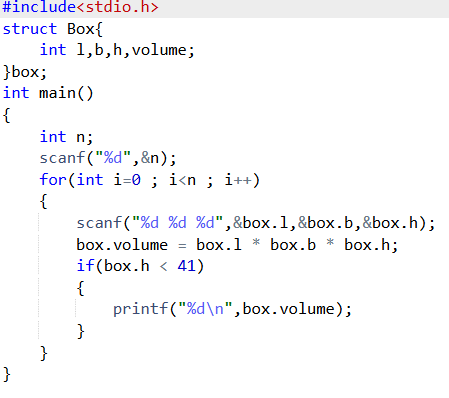 #include<stdio.h>
struct Box{
    int l,b,h,volume;
}box;
int main()
{
    int n;
    scanf("%d",&n);
    for(int i=0 ; i<n ; i++)
    {
        scanf("%d %d %d",&box.l,&box.b,&box.h);
        box.volume = box.l * box.b * box.h;
        if(box.h < 41)
        {
            printf("%d\n",box.volume);
        }
    }
}